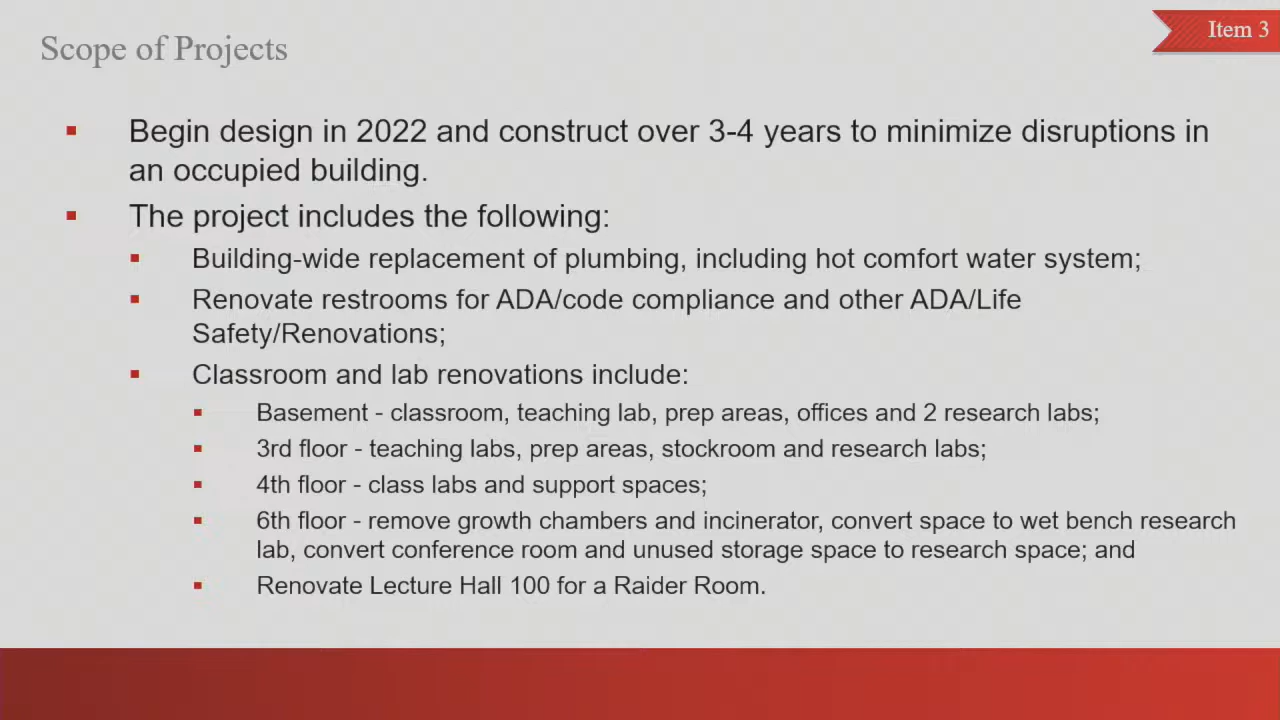 Scope of Projects
Item 3
Begin design in 2022 and construct over 3-4 years to minimize disruptions in
an occupied building.
The project includes the following:
Building-wide replacement of plumbing, including hot comfort water system;
Renovate restrooms for ADA/code compliance and other ADA/Life
Safety/Renovations;
Classroom and lab renovations include:
Basement - classroom, teaching lab, prep areas, offices and 2 research labs;
3rd floor - teaching labs, prep areas, stockroom and research labs;
4th floor - class labs and support spaces;
6th floor - remove growth chambers and incinerator, convert space to wet bench research
lab, convert conference room and unused storage space to research space; and
Renovate Lecture Hall 100 for a Raider Room.